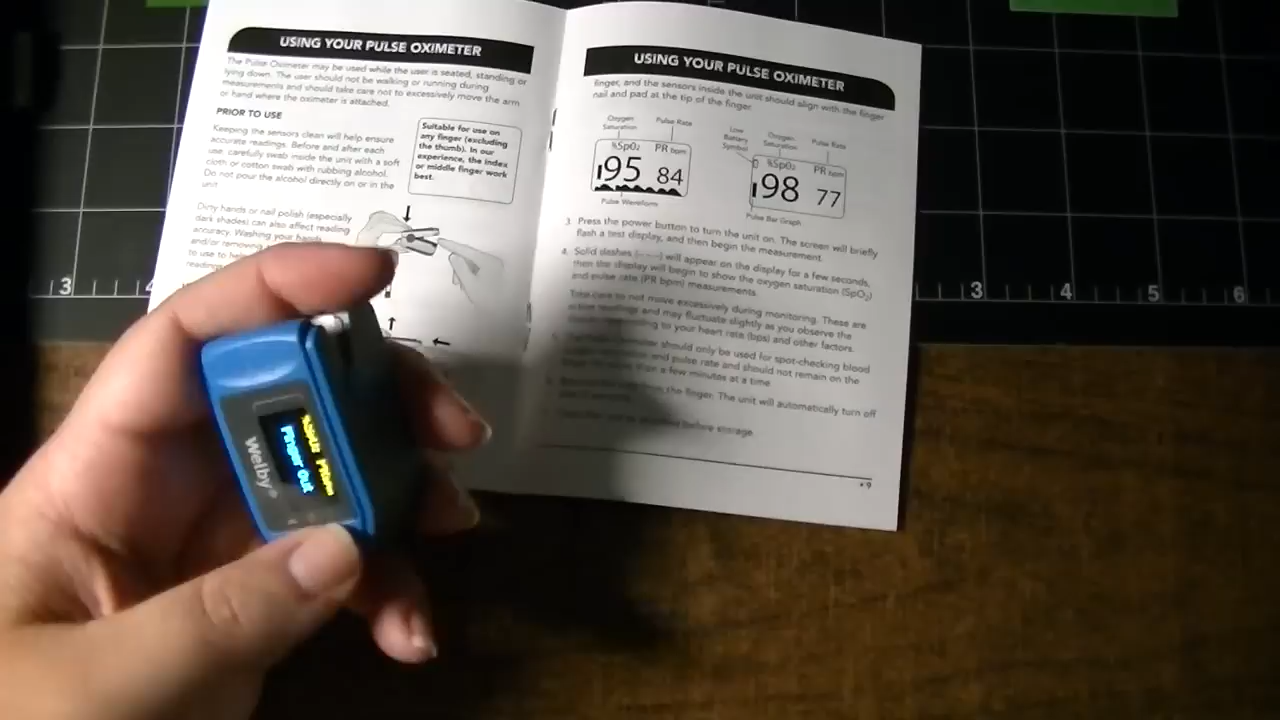 USING YOUR PULSE OXIMETER
The Pulse Oximeter may be used while the user is seated, standing or
lying down. The user should not be walking or running during
measurements and should take care not to excessively move the arm
or hand where the oximeter is attached.
PRIOR TO USE
Keeping the sensors clean will help ensure
accurate readings. Before and after each
use, carefully swab inside the unit with a soft
cloth or cotton swab with rubbing alcohol.
Do not pour the alcohol directly on or in the
unit
Suitable for use on
any finger (excluding
the thumb). In our
experience, the index
or middle finger work
best.
Dirty hands or nail polish (especially
dark shades) can also affect reading
accuracy. Washing your hands
and/or removing
to use to help
readings
USING YOUR PULSE OXIMETER
finger, and the sensors inside the unit should align with the finger
nail and pad at the tip of the finger.
Oxygen
Saturation
Pulse Rate
%SpO₂ PR bpm
95 84
Pulse Waveform
Low
Battery
Symbol
Oxygen
Saturation
Pulse Rate
%SpO₂ PR bpm
98 77
Pulse Bar Graph
3. Press the power button to turn the unit on. The screen will briefly
flash a test display, and then begin the measurement.
4. Solid dashes (----) will appear on the display for a few seconds,
then the display will begin to show the oxygen saturation (SpO₂)
and pulse rate (PR bpm) measurements.
Take care to not move excessively during monitoring. These are
active readings and may fluctuate slightly as you observe the
to your heart rate (bps) and other factors.
should only be used for spot-checking blood
and pulse rate and should not remain on the
than a few minutes at a time
the finger. The unit will automatically turn off
before storage
9
%SpO₂ PRbpm
Finger Out
Welby®
3
3
4
5
6